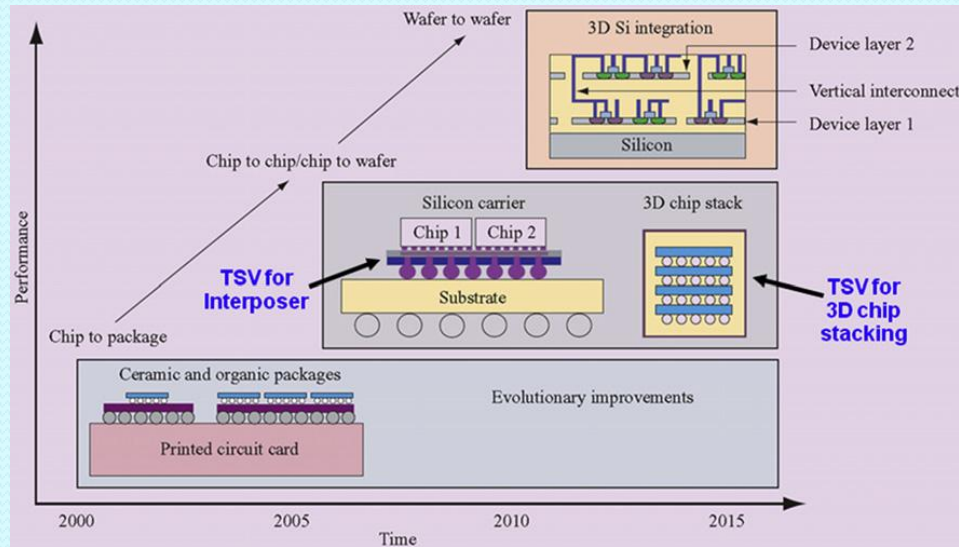 Wafer to wafer
3D Si integration
Device layer 2
Vertical interconnect
Device layer 1
Silicon
Chip to chip/chip to wafer
Silicon carrier
3D chip stack
Chip 1
Chip 2
TSV for
Interposer
Substrate
TSV for
3D chip
stacking
Performance
Chip to package
Ceramic and organic packages
Evolutionary improvements
Printed circuit card
2000
2005
2010
2015
Time